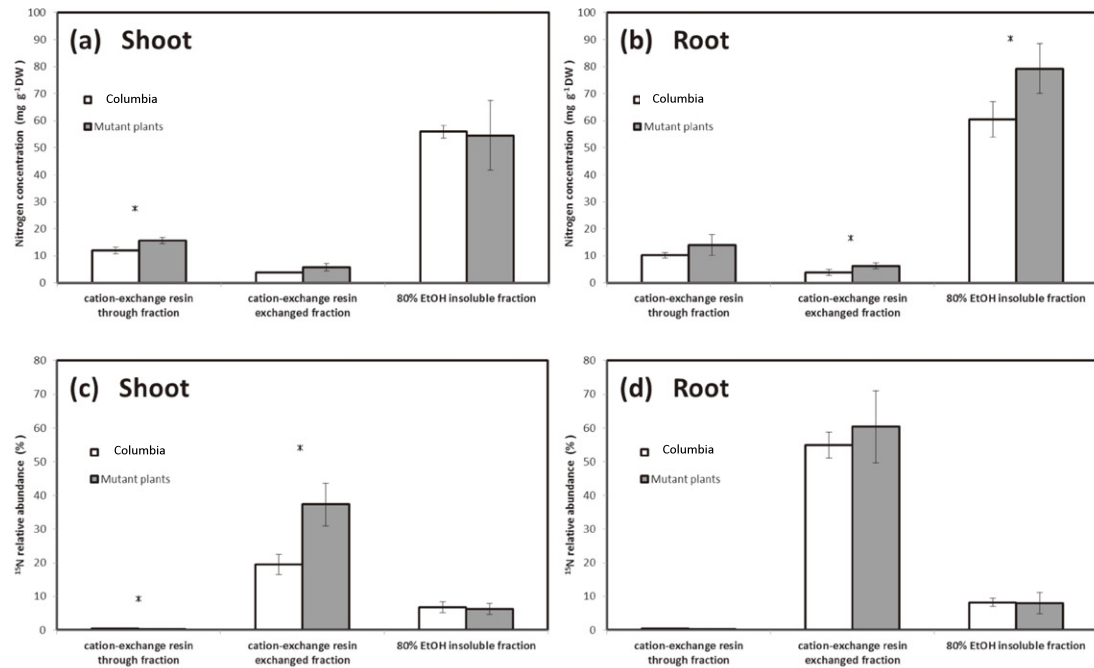 (a) Shoot
Nitrogen concentration (mg g-1 DW)
100
90
80
70
60
50
40
30
20
10
0
Columbia
Mutant plants
*
cation-exchange resin
through fraction
cation-exchange resin
exchanged fraction
80% EtOH insoluble fraction
(b) Root
Nitrogen concentration (mg g-1 DW)
100
90
80
70
60
50
40
30
20
10
0
Columbia
Mutant plants
*
*
cation-exchange resin
through fraction
cation-exchange resin
exchanged fraction
80% EtOH insoluble fraction
(c) Shoot
15N relative abundance (%)
80
70
60
50
40
30
20
10
0
Columbia
Mutant plants
*
*
cation-exchange resin
through fraction
cation-exchange resin
exchanged fraction
80% EtOH insoluble fraction
(d) Root
15N relative abundance (%)
80
70
60
50
40
30
20
10
0
Columbia
Mutant plants
cation-exchange resin
through fraction
cation-exchange resin
exchanged fraction
80% EtOH insoluble fraction